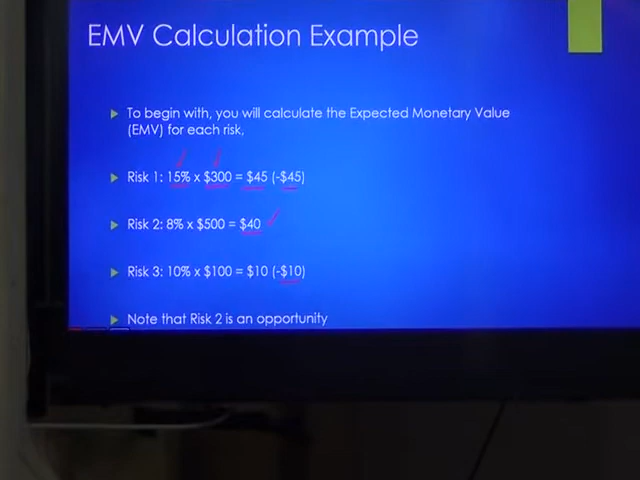 EMV Calculation Example
To begin with, you will calculate the Expected Monetary Value
(EMV) for each risk,
Risk 1: 15% x $300 = $45 (-$45)
Risk 2: 8% x $500 = $40
Risk 3: 10% x $100 = $10 (-$10)
Note that Risk 2 is an opportunity